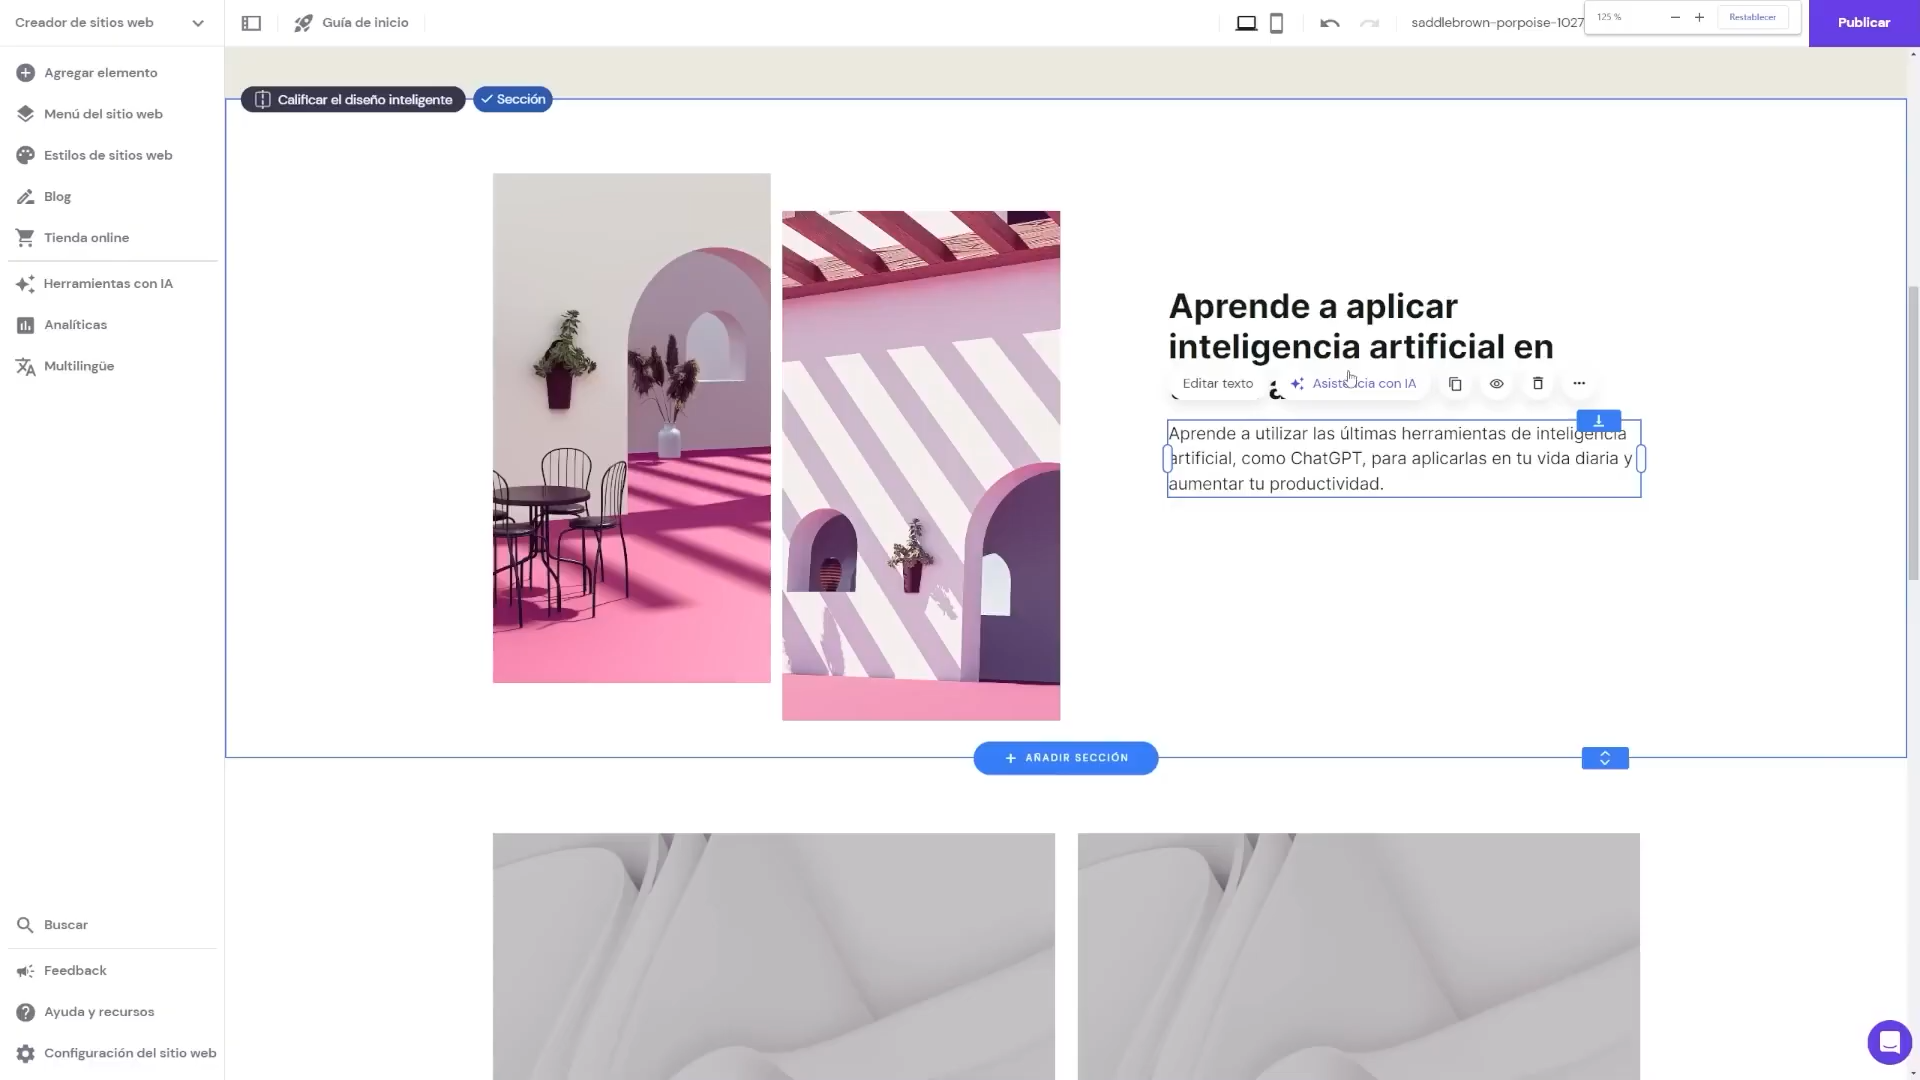 Creador de sitios web
Guía de inicio
saddlebrown-porpoise-1027
125 %
Restablecer
Publicar
Agregar elemento
Menú del sitio web
Estilos de sitios web
Blog
Tienda online
Herramientas con IA
Analíticas
Multilingüe
Calificar el diseño inteligente
Sección
Aprende a aplicar
inteligencia artificial en
Editar texto
Asistencia con IA
Aprende a utilizar las últimas herramientas de inteligencia
artificial, como ChatGPT, para aplicarlas en tu vida diaria y
aumentar tu productividad.
AÑADIR SECCIÓN
Buscar
Feedback
Ayuda y recursos
Configuración del sitio web